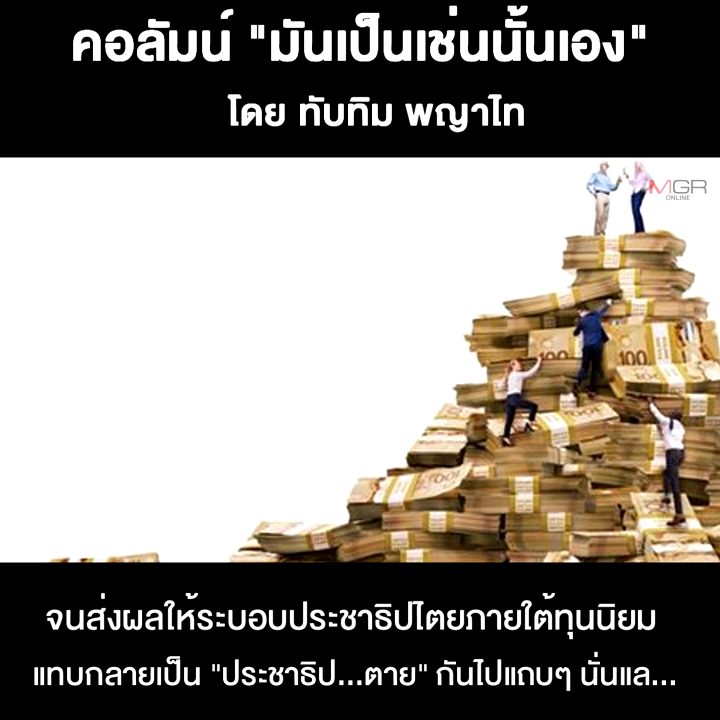 คอลัมน์ "มันเป็นเช่นนั้นเอง"
โดย ทับทิม พญาไท
MGR
ONLINE
100
100
100
100
จนส่งผลให้ระบอบประชาธิปไตยภายใต้ทุนนิยม
แทบกลายเป็น "ประชาธิป...ตาย" กันไปแถบๆ นั่นแล...